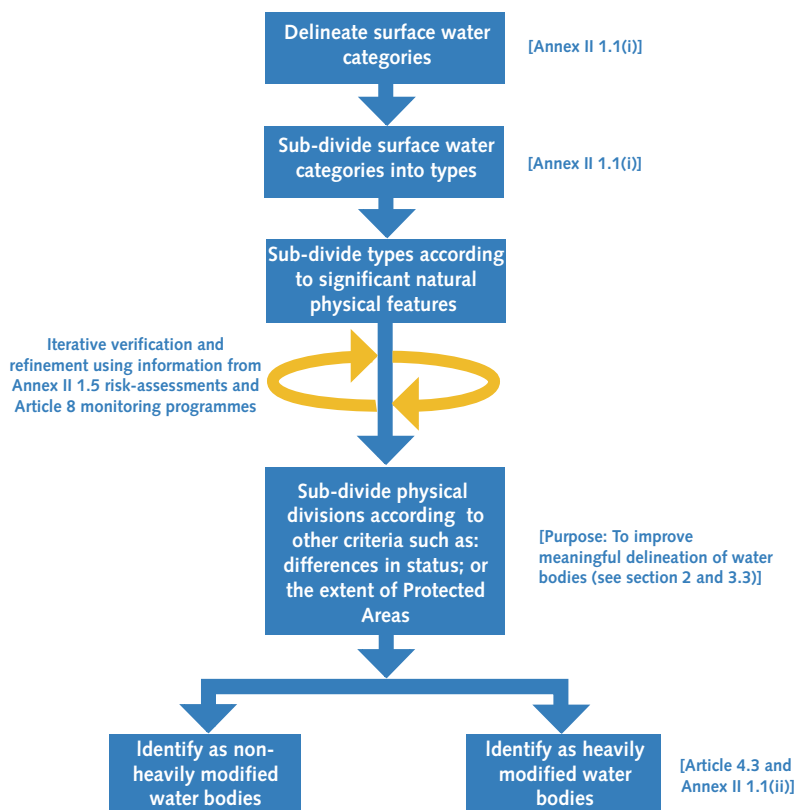 Delineate surface water
categories
[Annex II 1.1(i)]
Sub-divide surface water
categories into types
[Annex II 1.1(i)]
Sub-divide types according
to significant natural
physical features
Iterative verification and
refinement using information from
Annex II 1.5 risk-assessments and
Article 8 monitoring programmes
Sub-divide physical
divisions according to
other criteria such as:
differences in status; or
the extent of Protected
Areas
[Purpose: To improve
meaningful delineation of water
bodies (see section 2 and 3.3)]
Identify as non-
heavily modified
water bodies
Identify as heavily
modified water
bodies
[Article 4.3 and
Annex II 1.1(ii)]